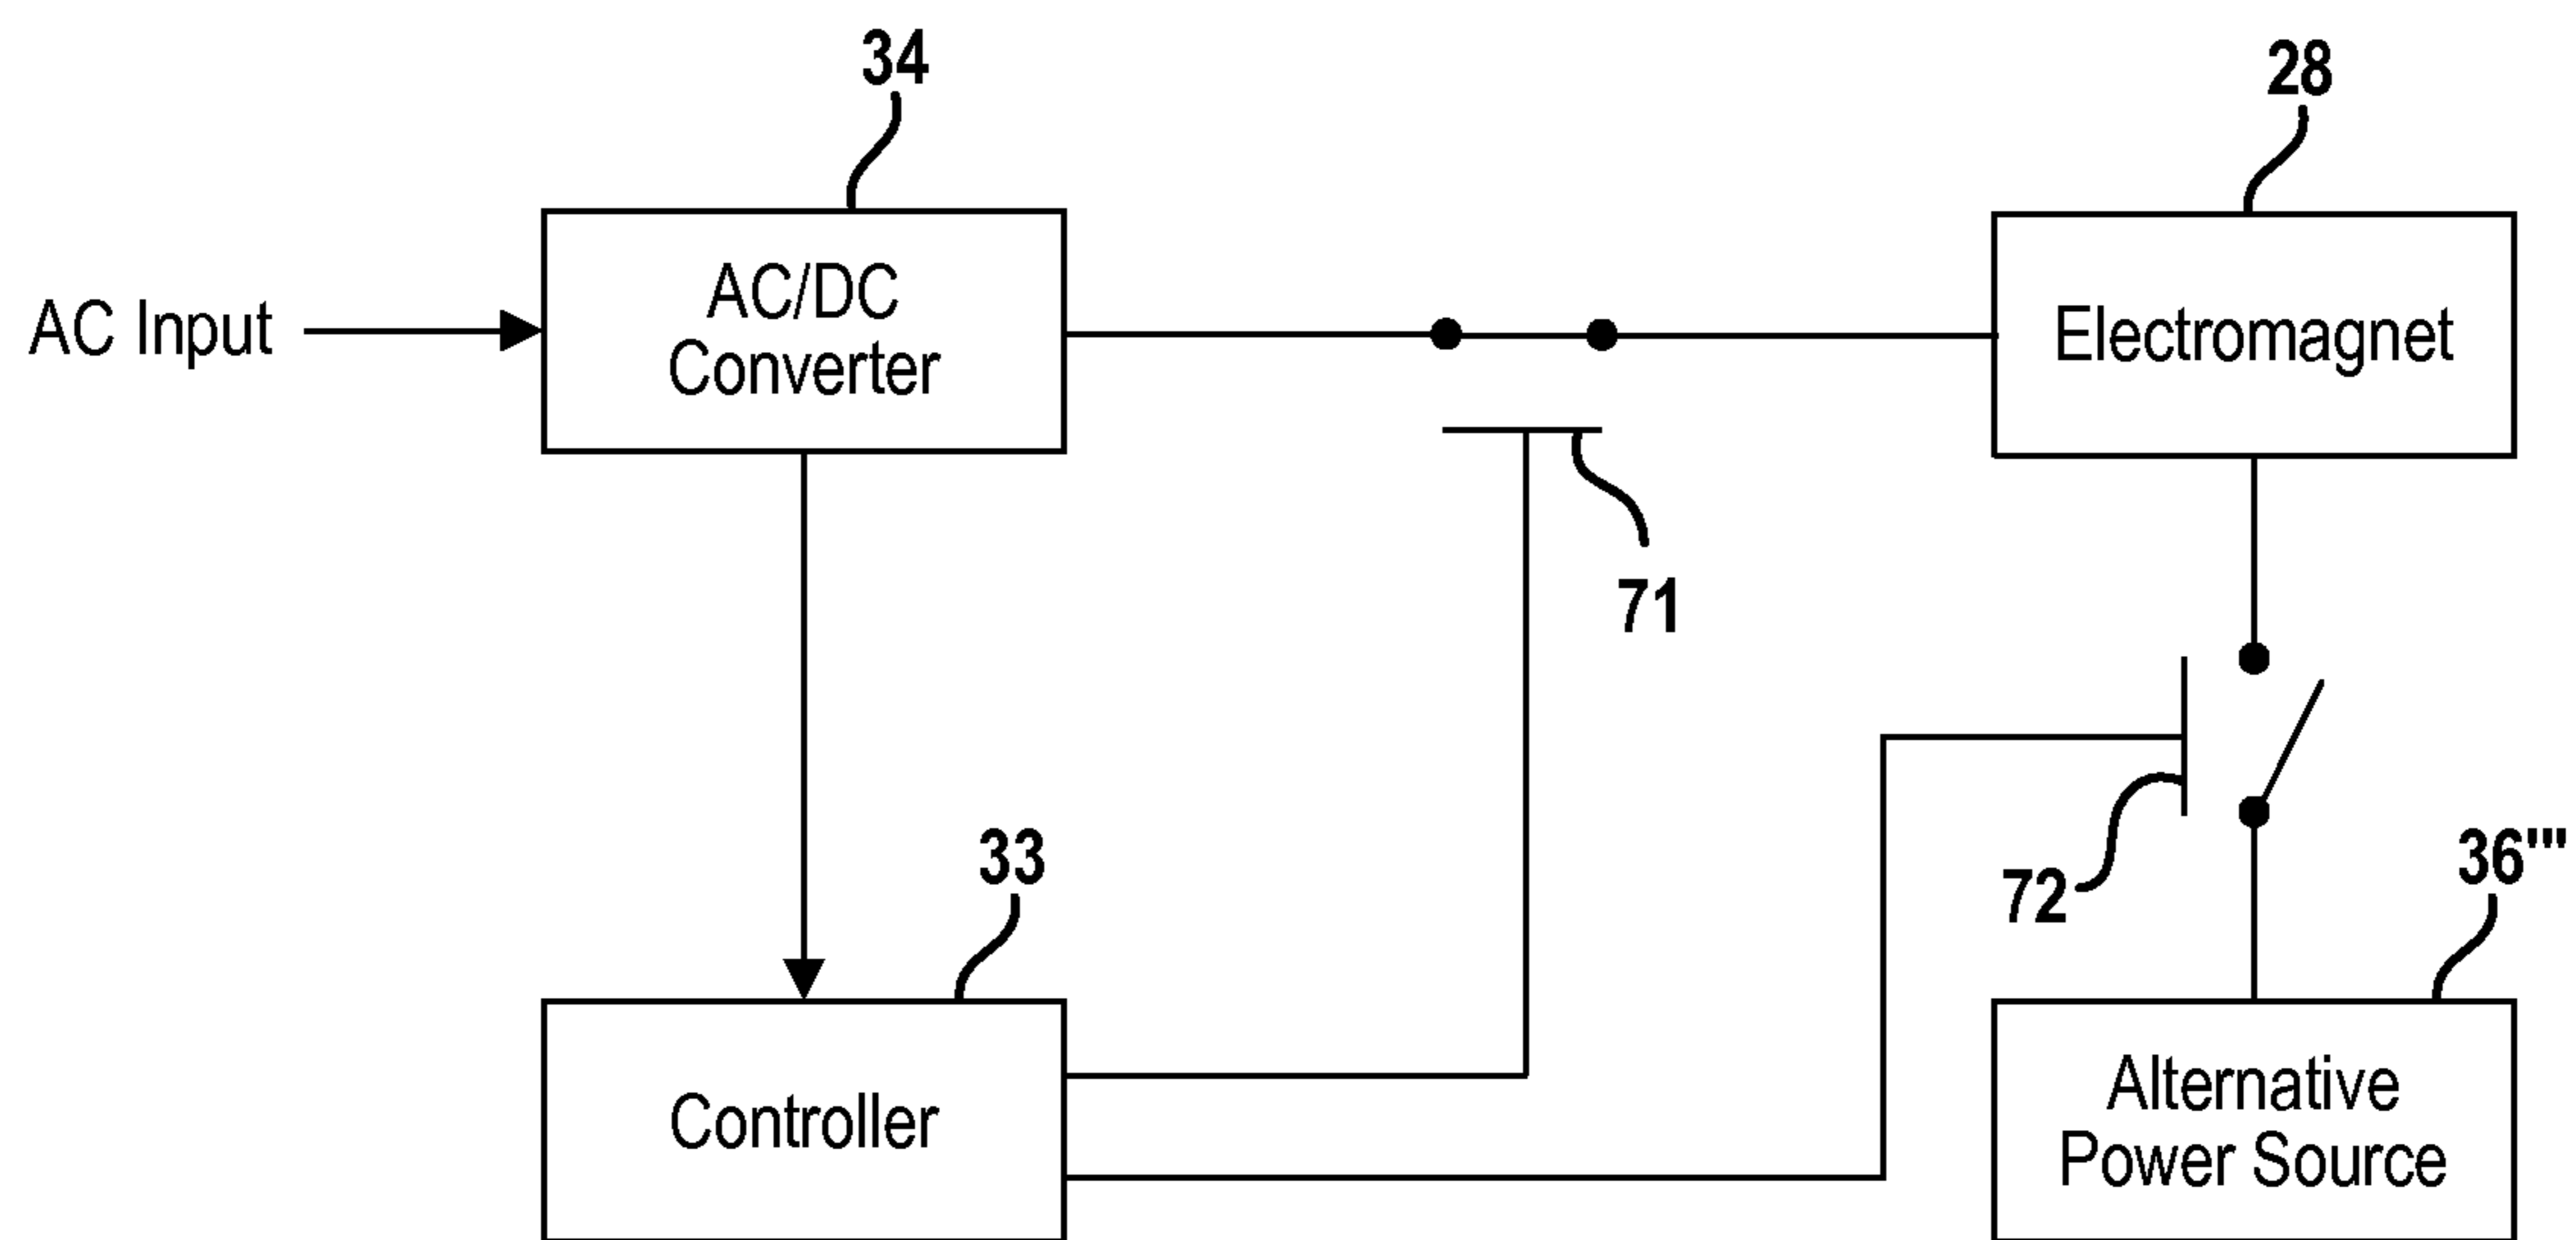 34
28
AC Input
AC/DC
Converter
Electromagnet
71
33
72
36'''
Controller
Alternative
Power Source